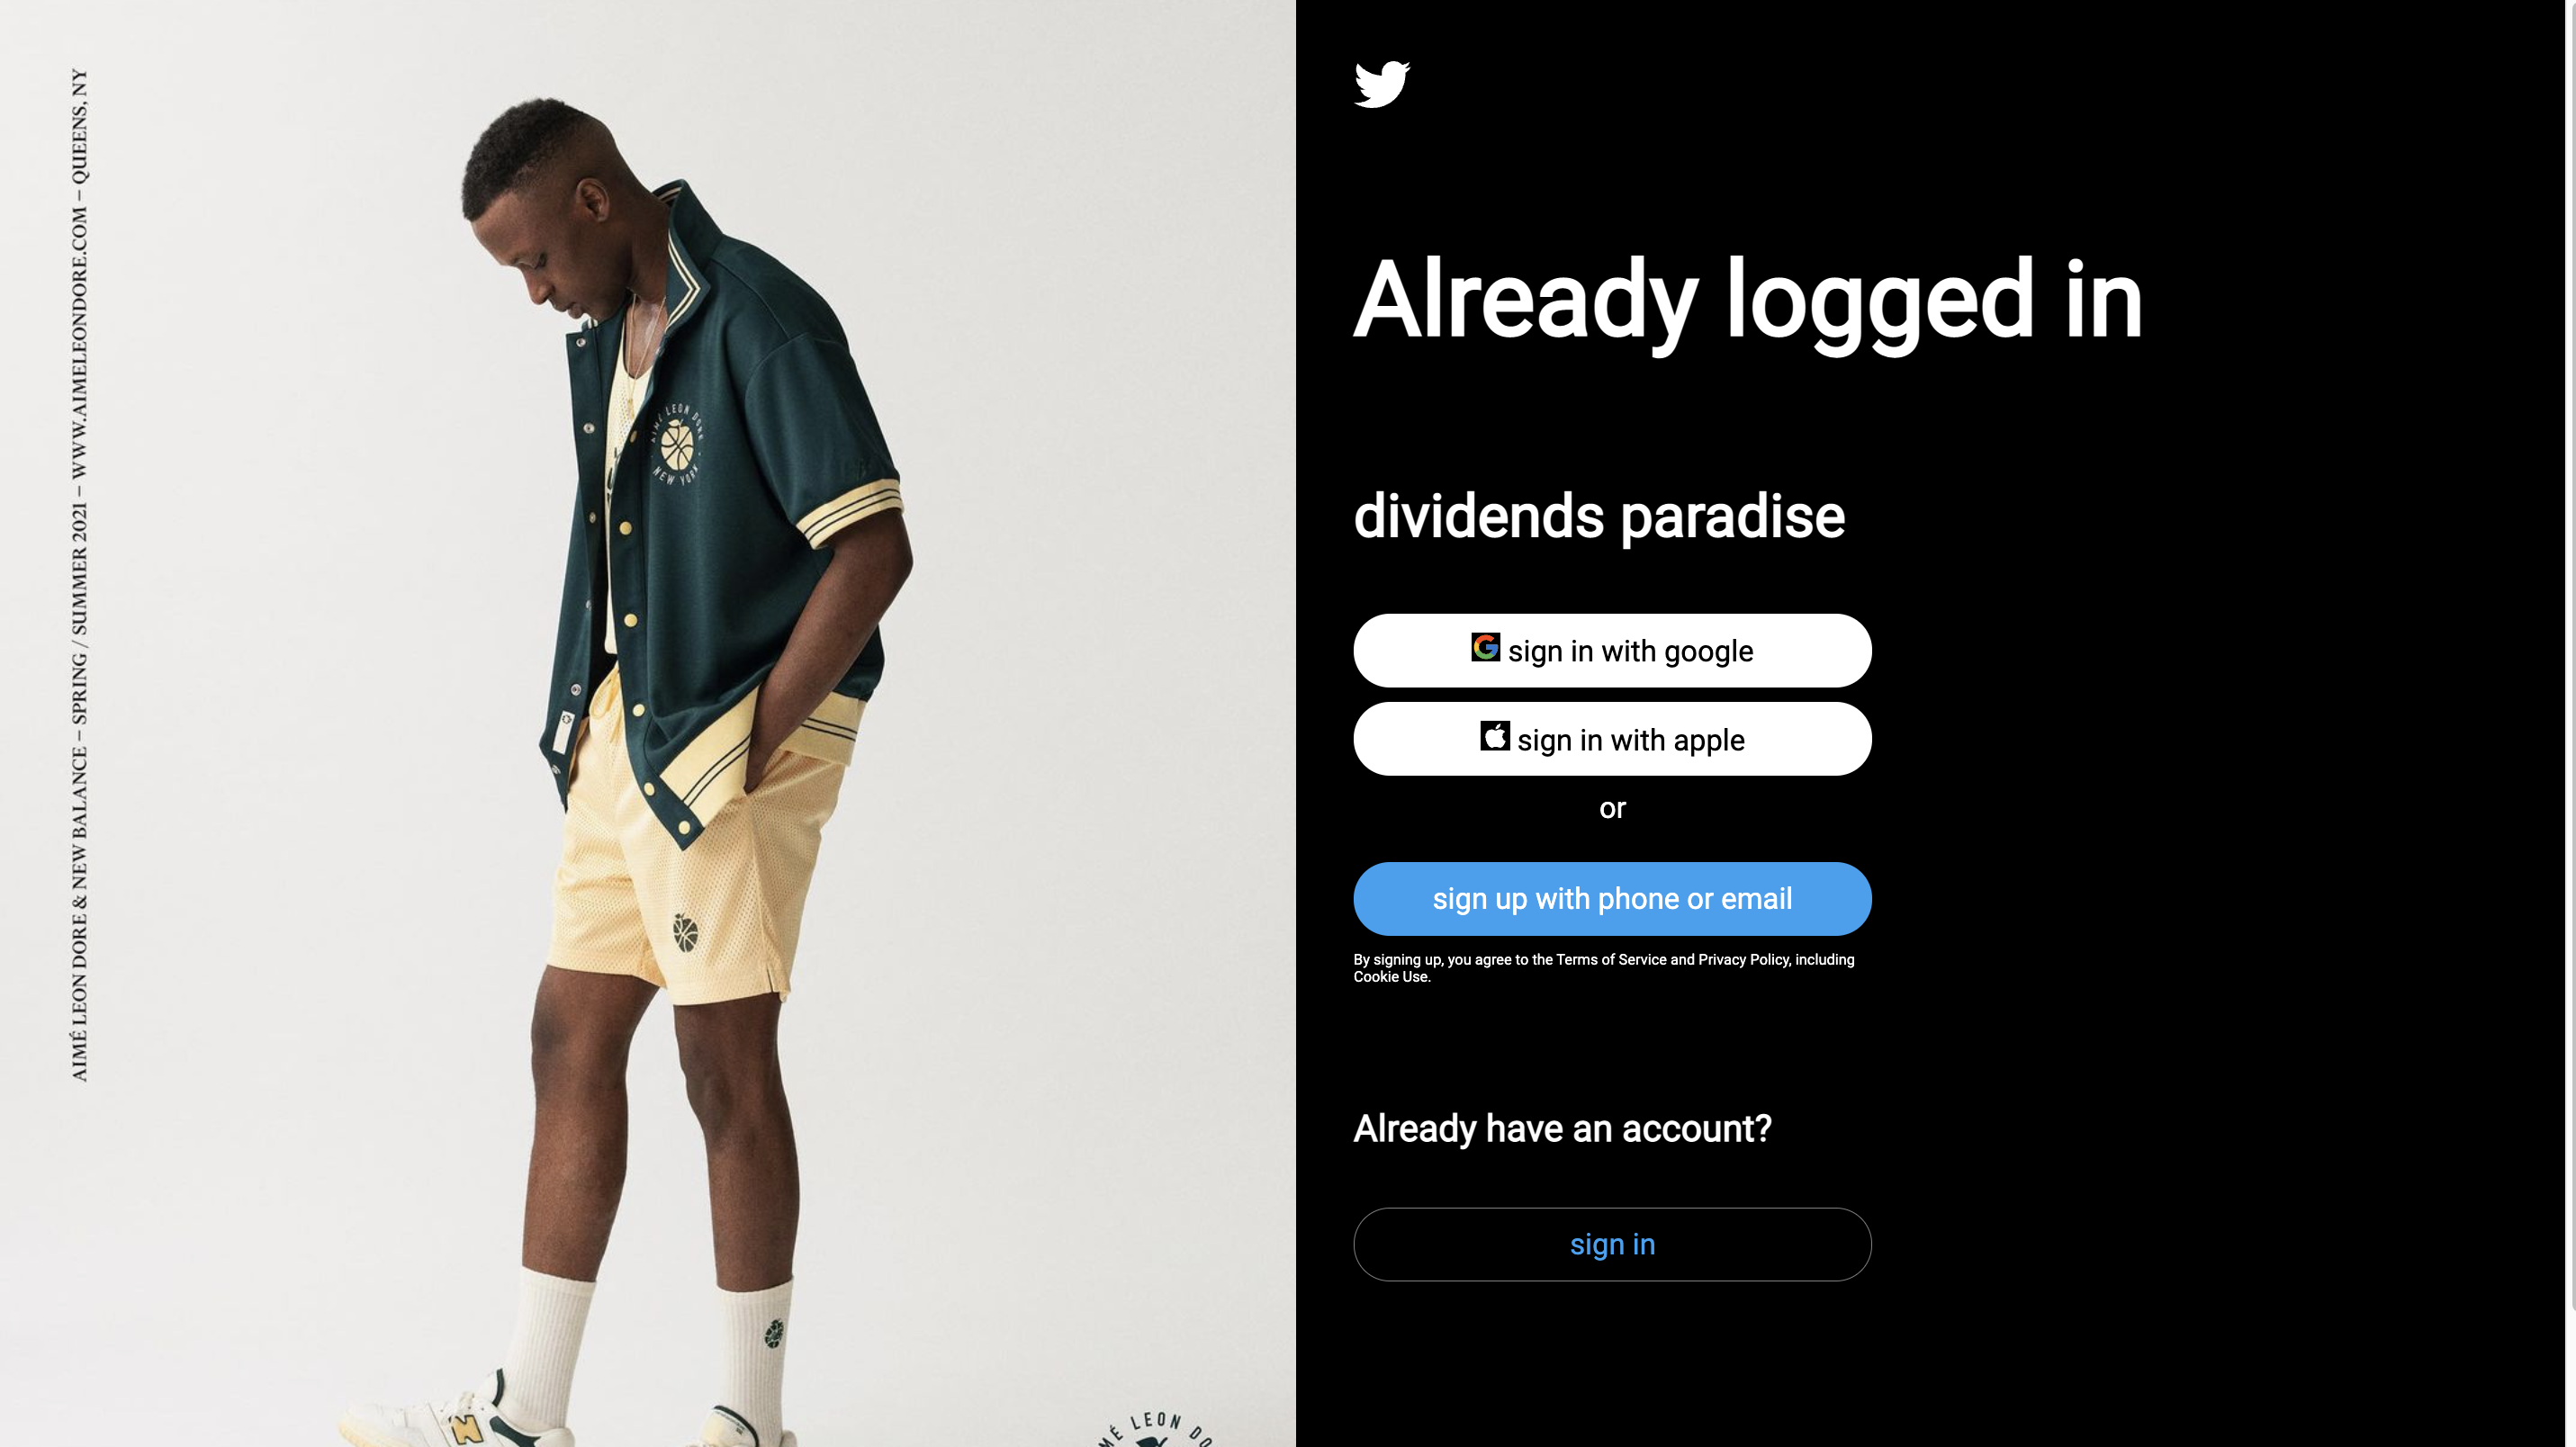 AIMÉ LEON DORE & NEW BALANCE – SPRING / SUMMER 2021 – WWW.AIMELEONDORE.COM – QUEENS, NY
AIMÉ LEON DORE
NEW YORK
N
MÉ LEON DO
Already logged in
dividends paradise
sign in with google
sign in with apple
or
sign up with phone or email
By signing up, you agree to the Terms of Service and Privacy Policy, including
Cookie Use.
Already have an account?
sign in